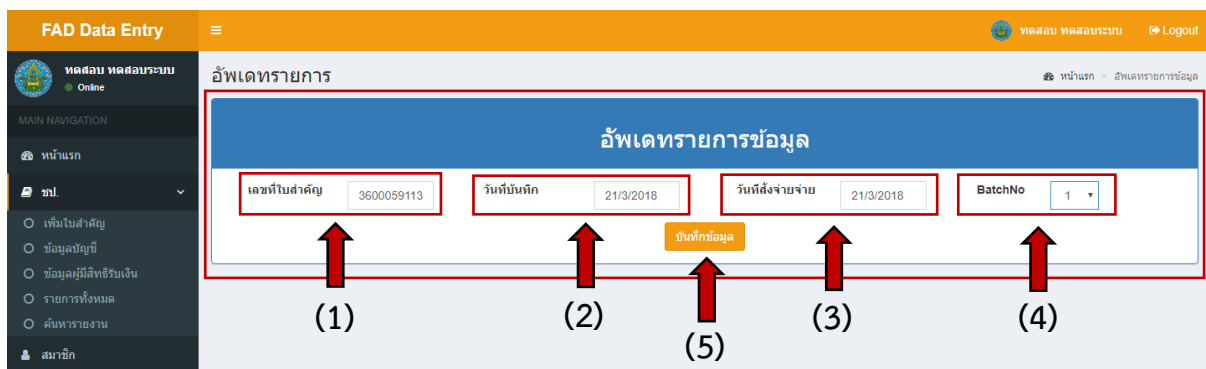 FAD Data Entry
ทดสอบ ทดสอบระบบ Logout
ทดสอบ ทดสอบระบบ
Online
อัพเดทรายการ
หน้าแรก > อัพเดทรายการข้อมูล
MAIN NAVIGATION
หน้าแรก
ชป.
เพิ่มใบสำคัญ
ข้อมูลบัญชี
ข้อมูลผู้มีสิทธิรับเงิน
รายการทั้งหมด
ค้นหารายงาน
สมาชิก
อัพเดทรายการข้อมูล
เลขที่ใบสำคัญ 3600059113 วันที่บันทึก 21/3/2018 วันที่สั่งจ่ายจ่าย 21/3/2018 BatchNo 1
บันทึกข้อมูล
(1) (2) (3) (4)
(5)